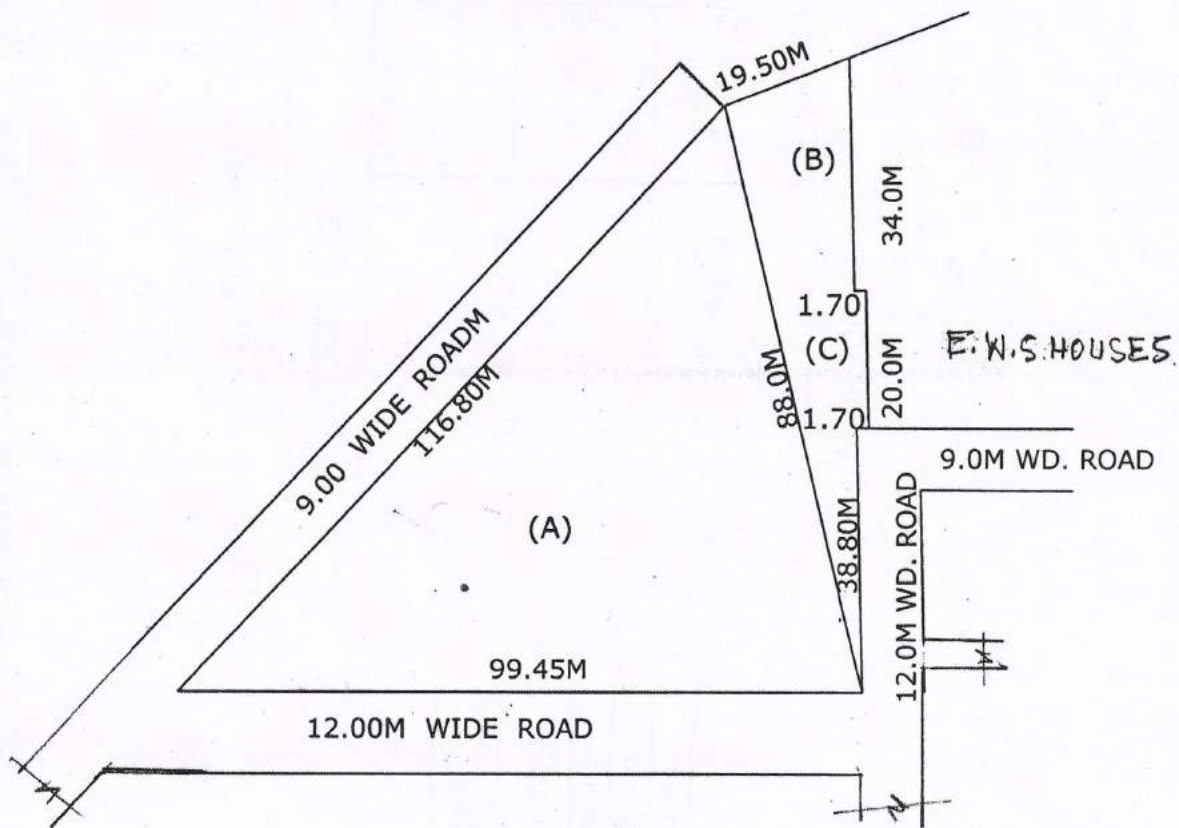 19.50M
(B)
34.0M
9.00 WIDE ROADM
116.80M
1.70
(C)
88.0M
20.0M
E.W.S.HOUSES
1.70
9.0M WD. ROAD
(A)
38.80M
12.0M WD. ROAD
99.45M
12.00M WIDE ROAD